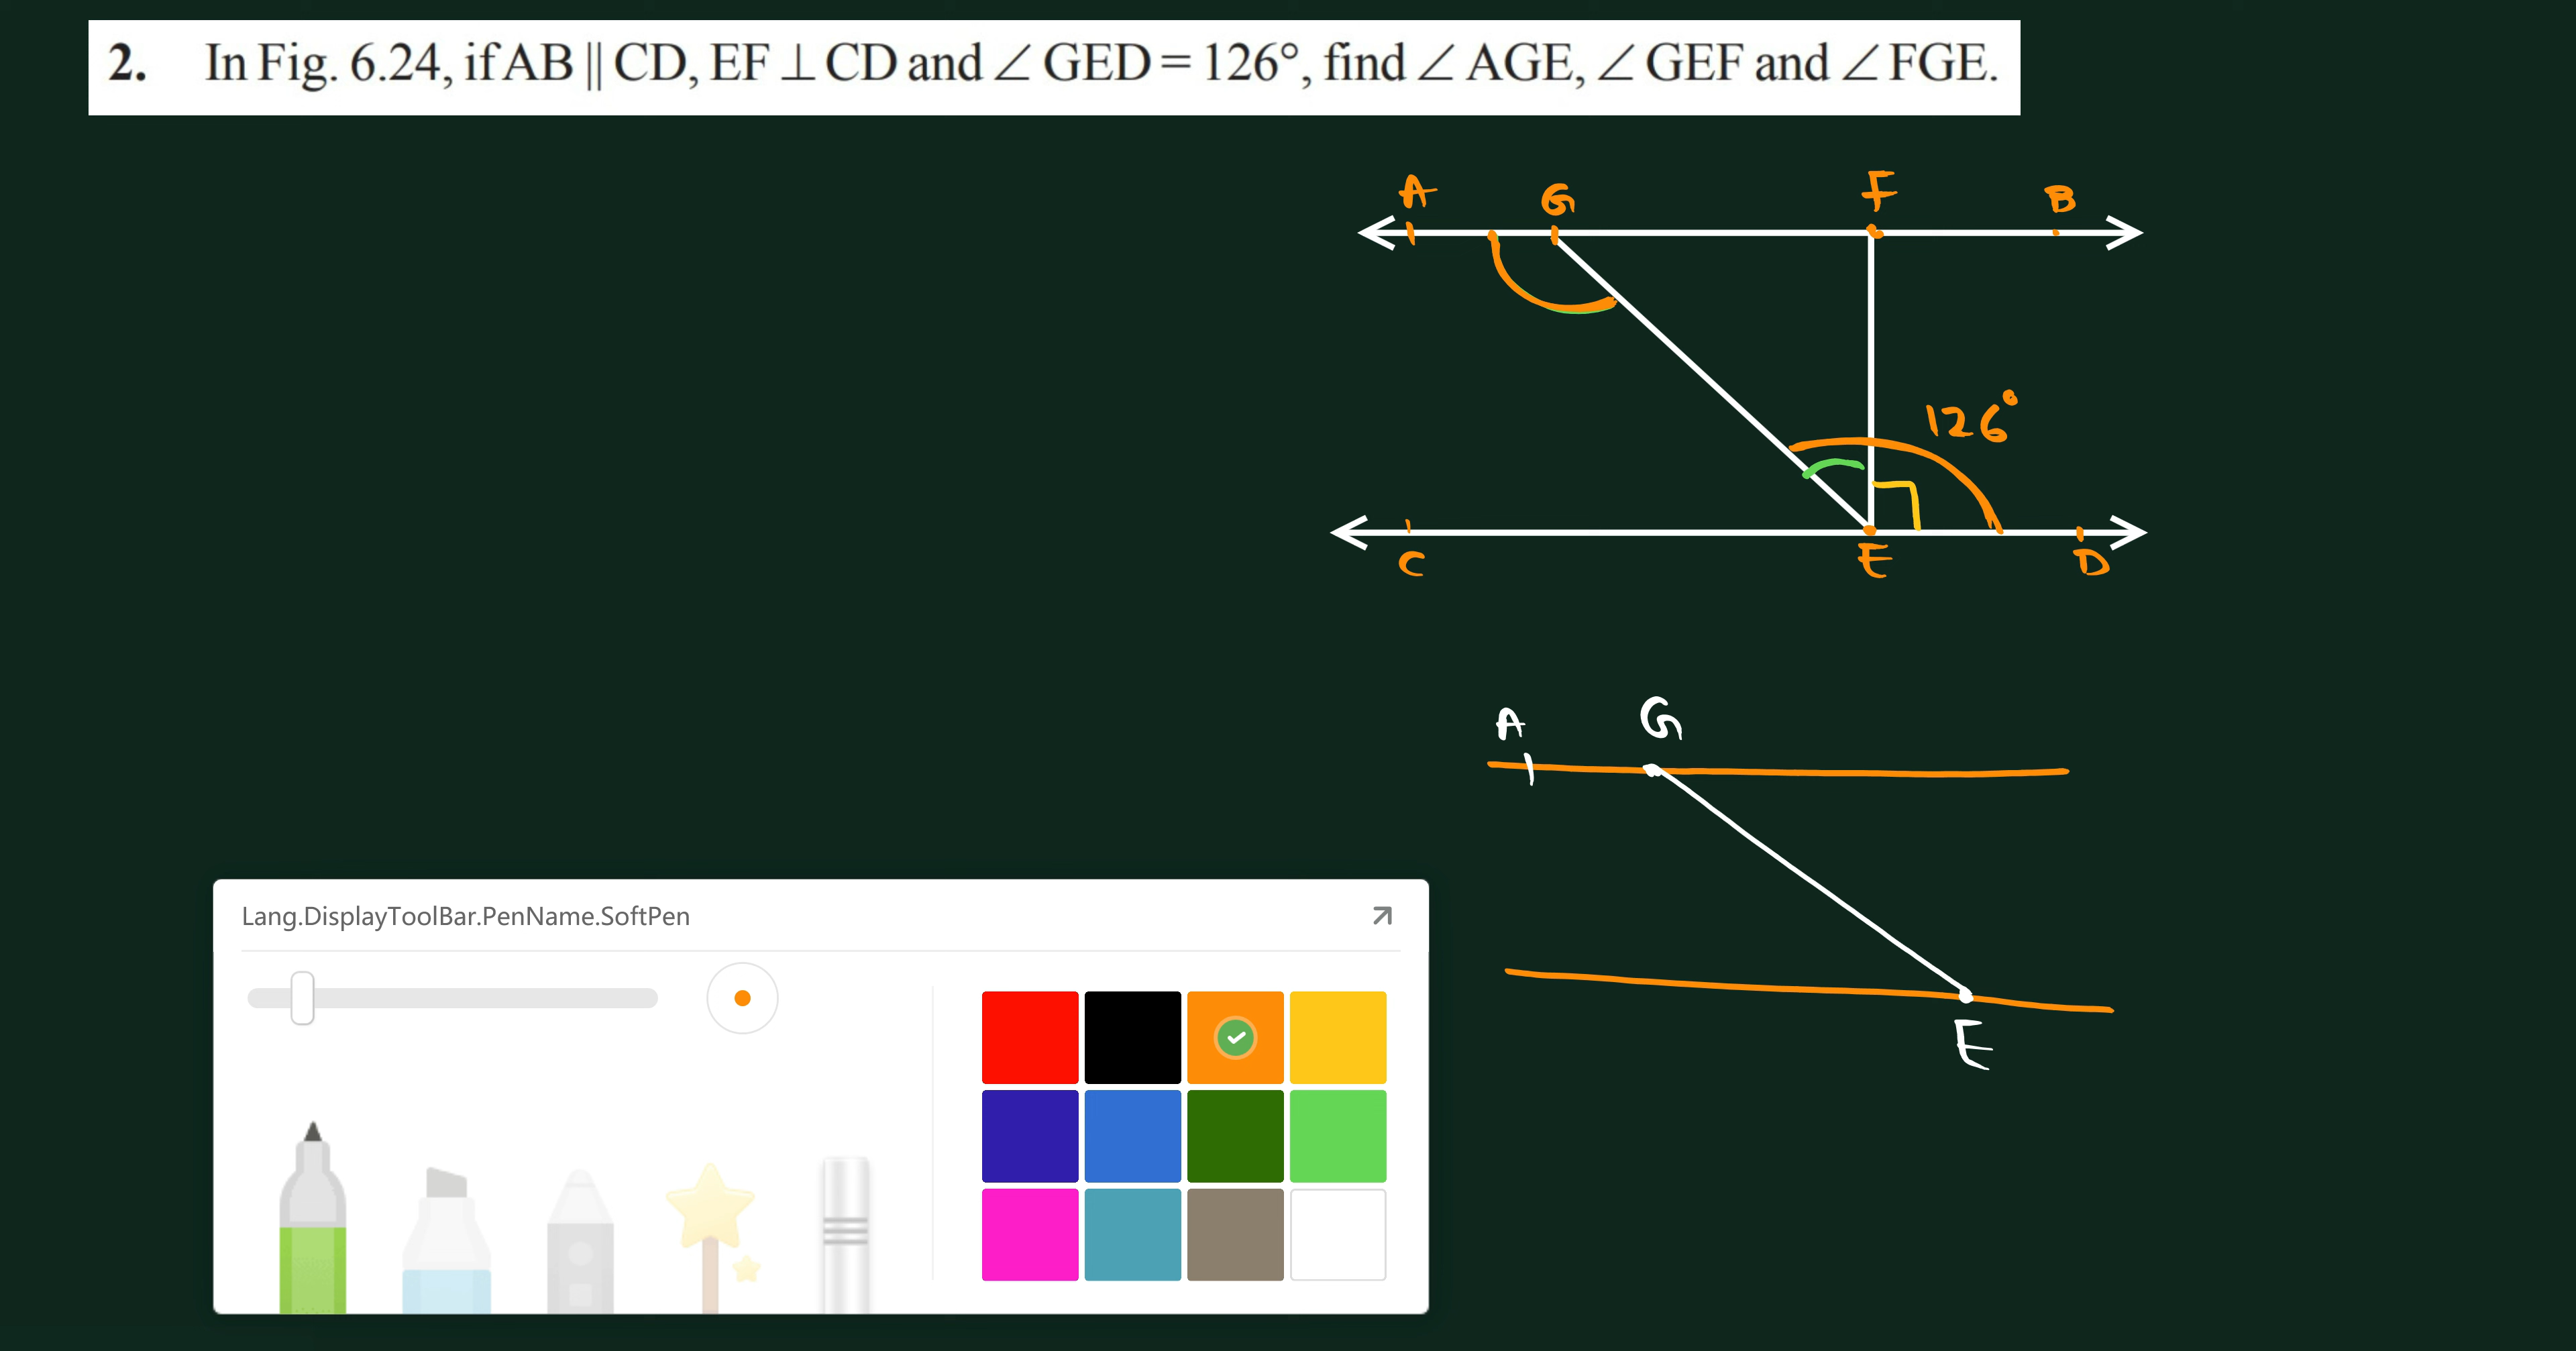 2. In Fig. 6.24, if AB || CD, EF ⊥ CD and ∠ GED = 126°, find ∠ AGE, ∠ GEF and ∠ FGE.
A G F B
126°
C E D
A G
E
Lang.DisplayToolBar.PenName.SoftPen